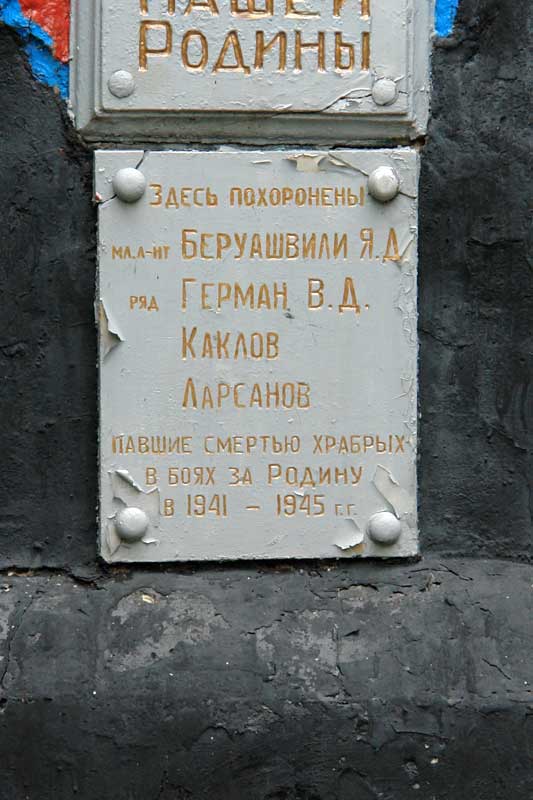 нашей
Родины
Здесь похоронены
мл.л-нт Беруашвили Я.Д.
ряд Герман В.Д.
Каклов
Ларсанов
павшие смертью храбрых
в боях за Родину
в 1941 – 1945 г.г.